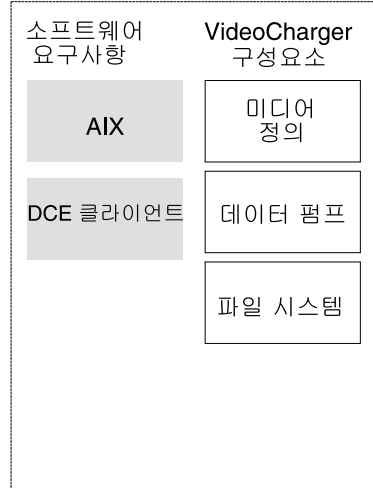 소프트웨어
요구사항
AIX
DCE 클라이언트
VideoCharger
구성요소
미디어
정의
데이터 펌프
파일 시스템